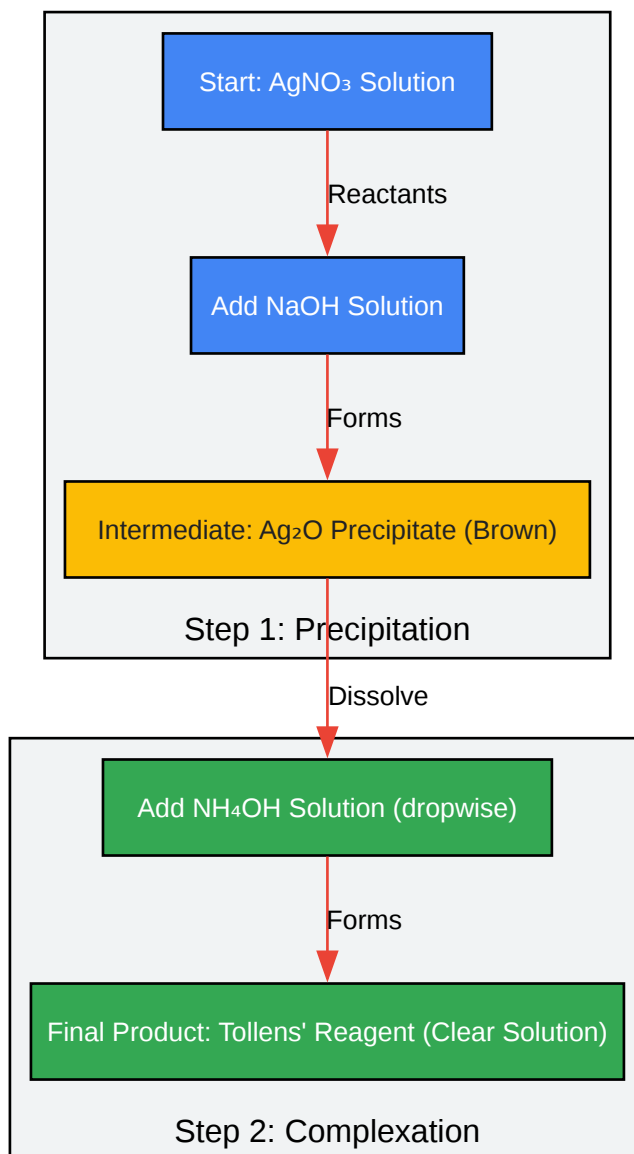 Start: AgNO₃ Solution
Reactants
Add NaOH Solution
Forms
Intermediate: Ag₂O Precipitate (Brown)
Step 1: Precipitation
Dissolve
Add NH₄OH Solution (dropwise)
Forms
Final Product: Tollens' Reagent (Clear Solution)
Step 2: Complexation